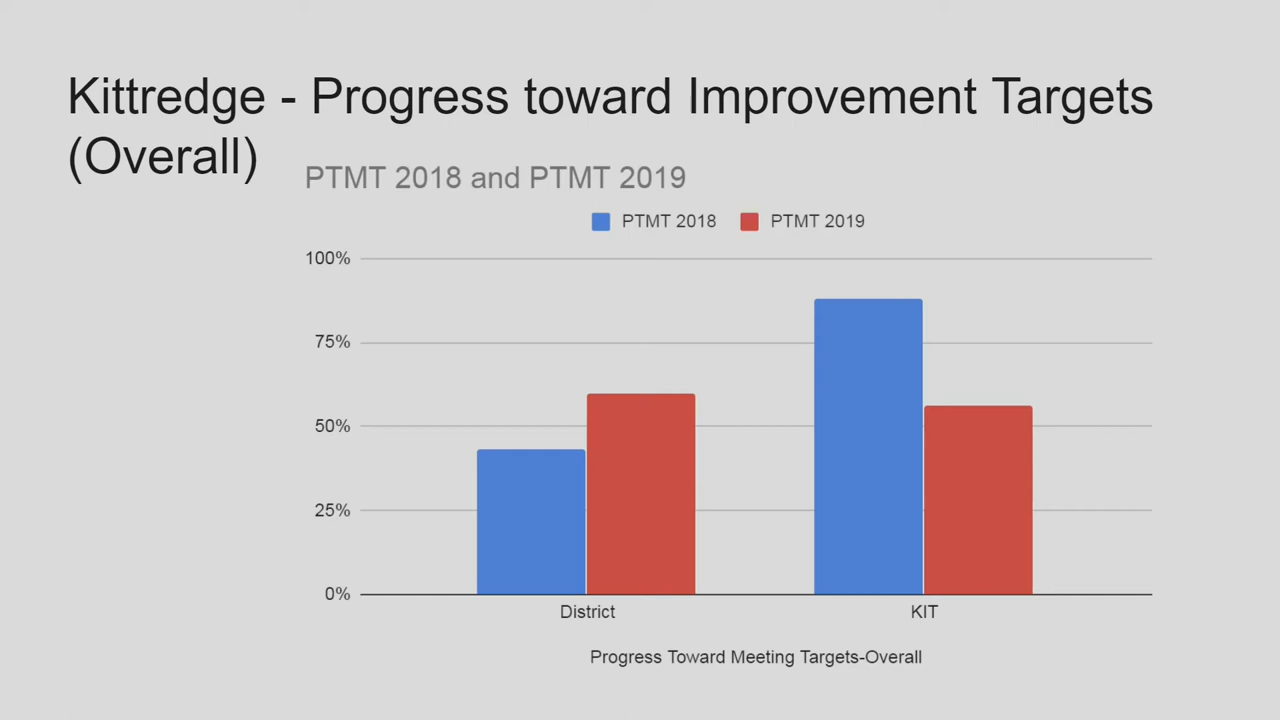 Kittredge - Progress toward Improvement Targets
(Overall)
PTMT 2018 and PTMT 2019
PTMT 2018
PTMT 2019
100%
75%
50%
25%
0%
District
KIT
Progress Toward Meeting Targets-Overall